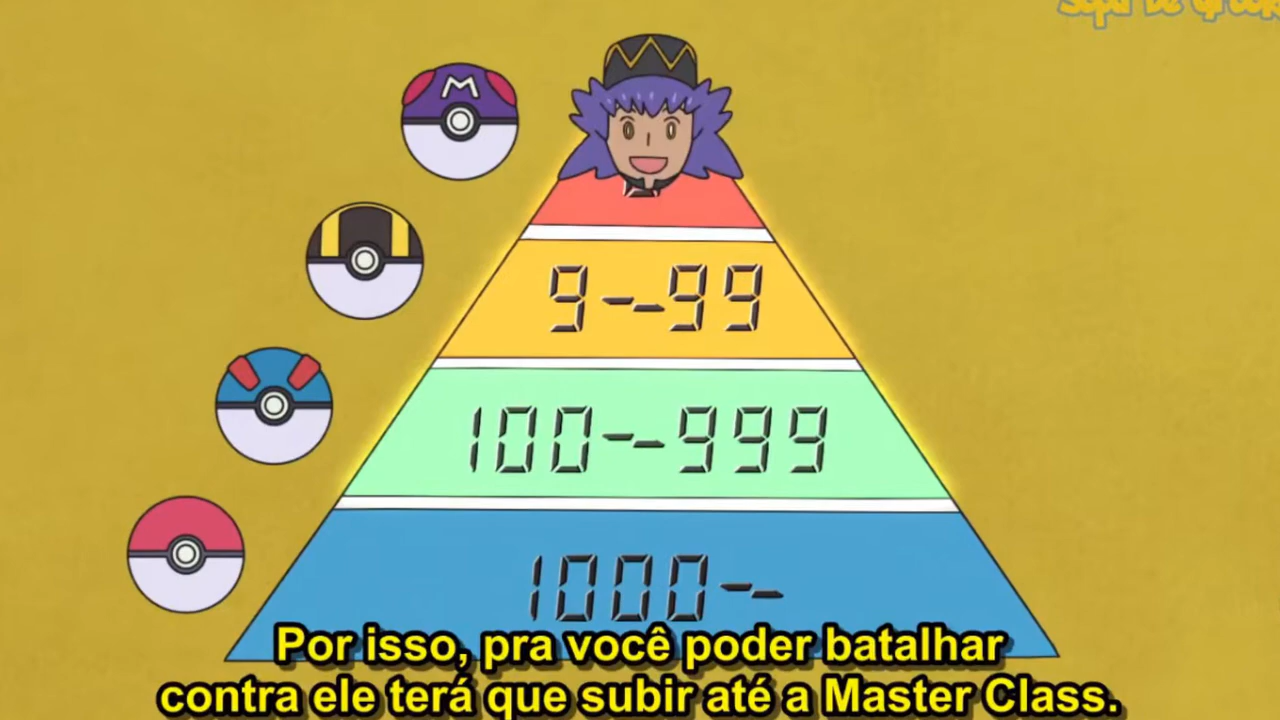 M
9--99
100--999
1000--
Por isso, pra você poder batalhar
contra ele terá que subir até a Master Class.